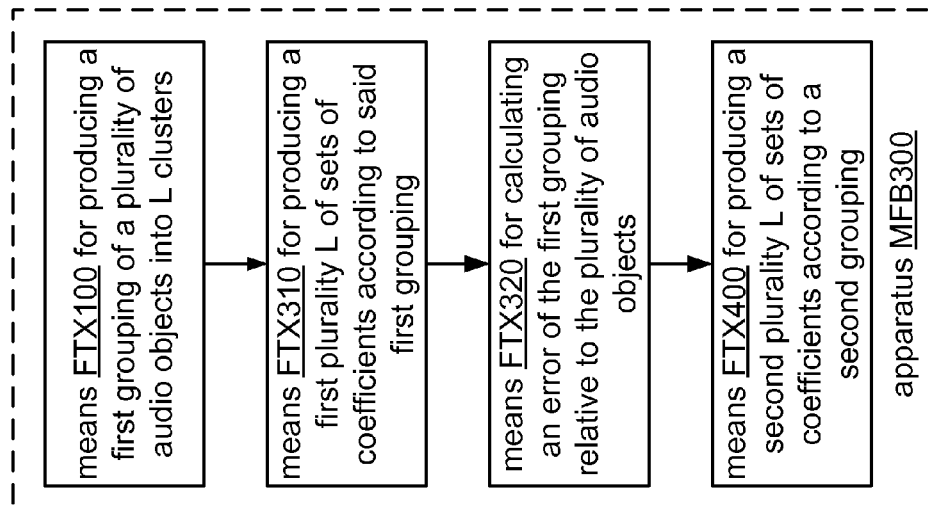 means FTX100 for producing a
first grouping of a plurality of
audio objects into L clusters
means FTX310 for producing a
first plurality L of sets of
coefficients according to said
first grouping
means FTX320 for calculating
an error of the first grouping
relative to the plurality of audio
objects
means FTX400 for producing a
second plurality L of sets of
coefficients according to a
second grouping
apparatus MFB300